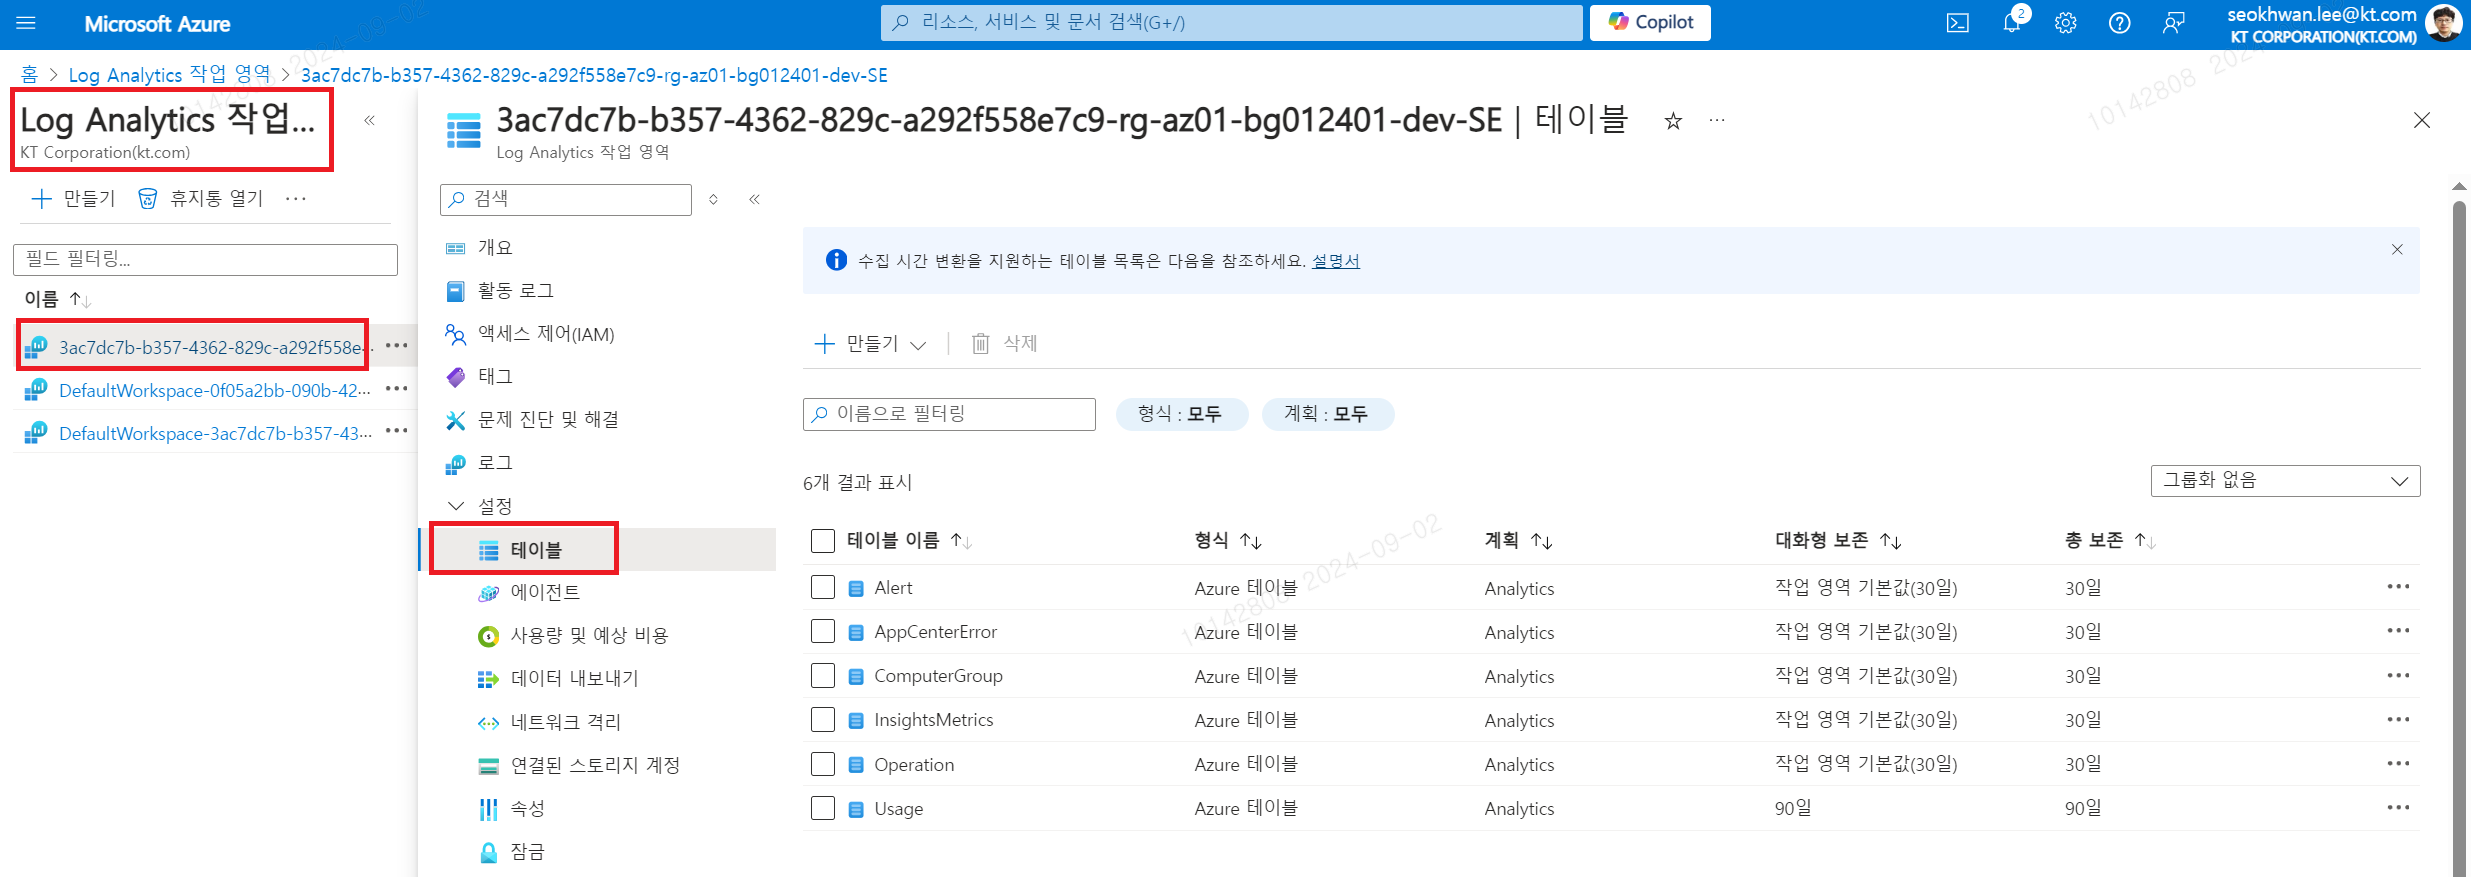 Microsoft Azure
리소스, 서비스 및 문서 검색(G+/)
Copilot
2
seokhwan.lee@kt.com
KT CORPORATION(KT.COM)
홈 > Log Analytics 작업 영역 > 3ac7dc7b-b357-4362-829c-a292f558e7c9-rg-az01-bg012401-dev-SE
Log Analytics 작업...
KT Corporation(kt.com)
만들기
휴지통 열기
필드 필터링...
이름
3ac7dc7b-b357-4362-829c-a292f558e...
DefaultWorkspace-0f05a2bb-090b-42...
DefaultWorkspace-3ac7dc7b-b357-43...
3ac7dc7b-b357-4362-829c-a292f558e7c9-rg-az01-bg012401-dev-SE | 테이블
Log Analytics 작업 영역
검색
개요
활동 로그
액세스 제어(IAM)
태그
문제 진단 및 해결
로그
설정
테이블
에이전트
사용량 및 예상 비용
데이터 내보내기
네트워크 격리
연결된 스토리지 계정
속성
잠금
수집 시간 변환을 지원하는 테이블 목록은 다음을 참조하세요. 설명서
만들기
삭제
이름으로 필터링
형식 : 모두
계획 : 모두
6개 결과 표시
그룹화 없음
테이블 이름 형식 계획 대화형 보존 총 보존
Alert Azure 테이블 Analytics 작업 영역 기본값(30일) 30일
AppCenterError Azure 테이블 Analytics 작업 영역 기본값(30일) 30일
ComputerGroup Azure 테이블 Analytics 작업 영역 기본값(30일) 30일
InsightsMetrics Azure 테이블 Analytics 작업 영역 기본값(30일) 30일
Operation Azure 테이블 Analytics 작업 영역 기본값(30일) 30일
Usage Azure 테이블 Analytics 90일 90일
10142808 2024-09-02